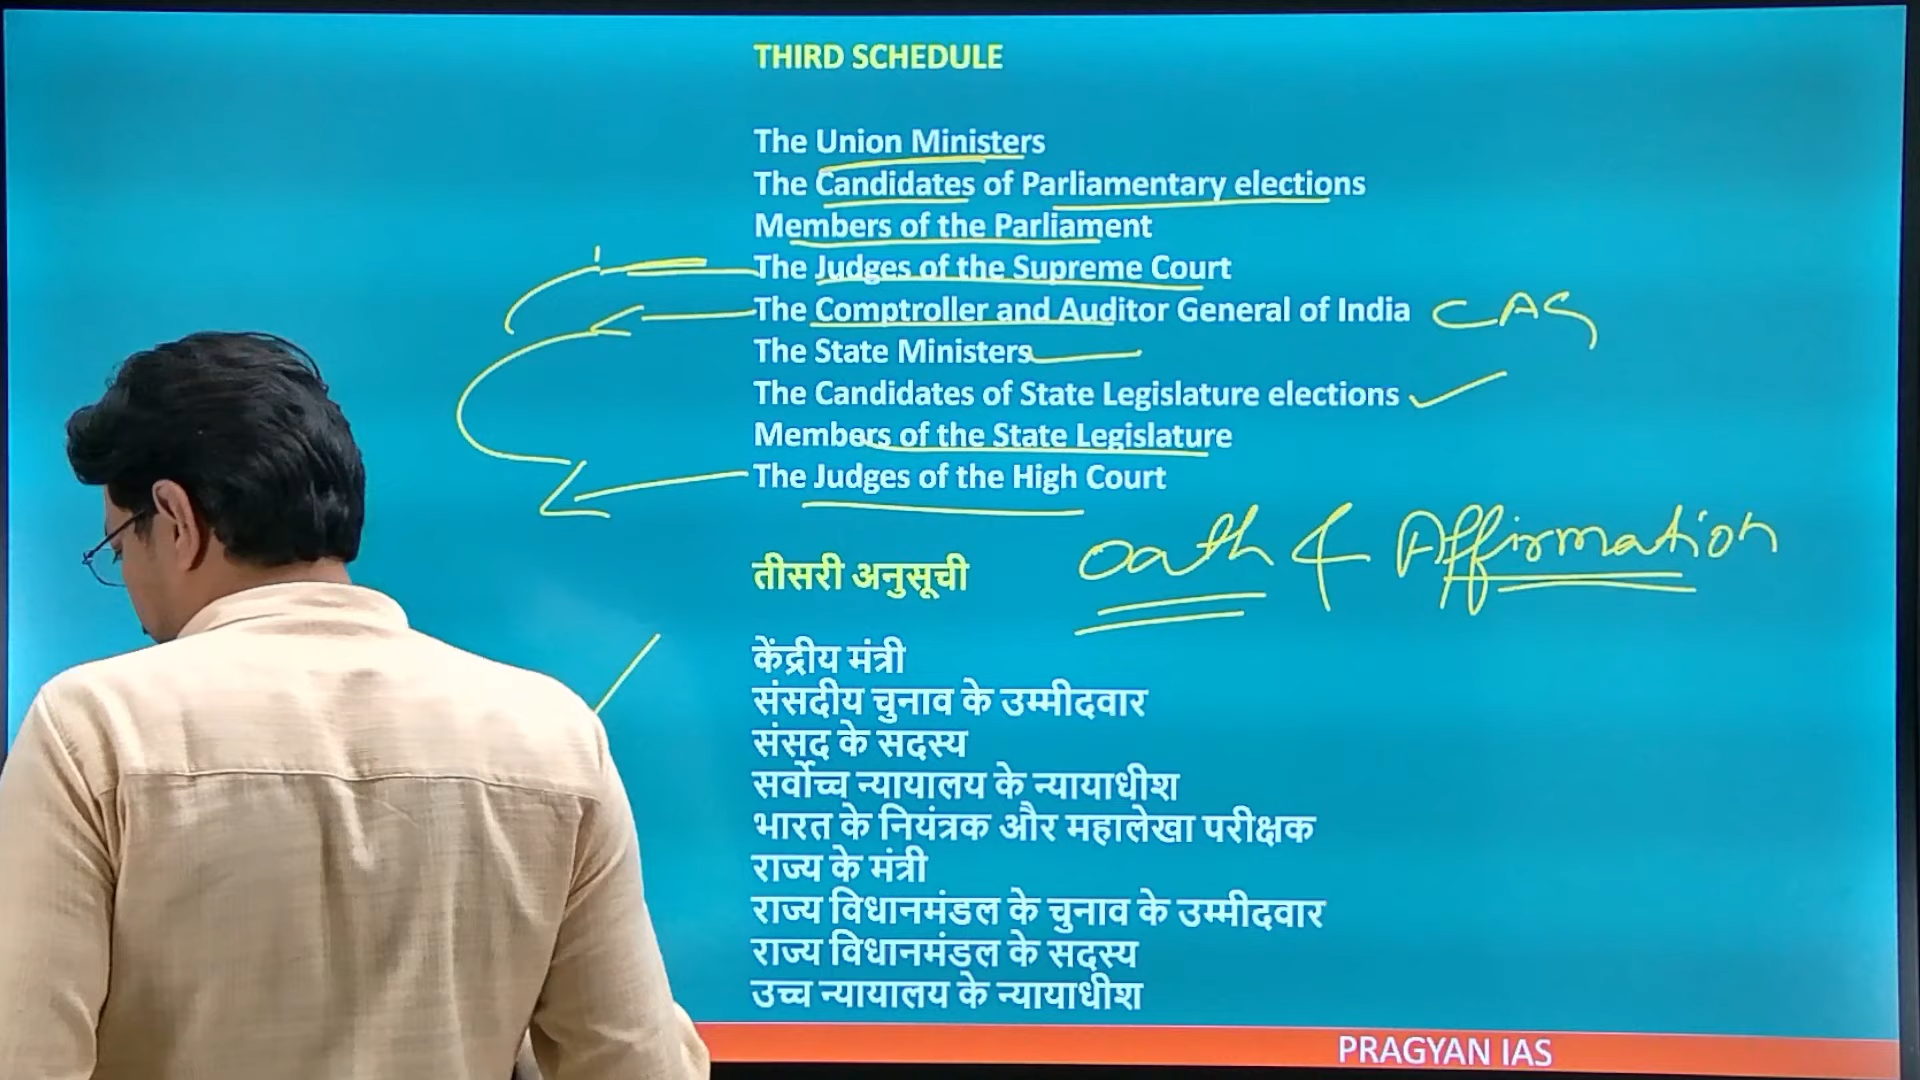 THIRD SCHEDULE
The Union Ministers
The Candidates of Parliamentary elections
Members of the Parliament
The Judges of the Supreme Court
The Comptroller and Auditor General of India CAG
The State Ministers
The Candidates of State Legislature elections
Members of the State Legislature
The Judges of the High Court
oath & Affirmation
तीसरी अनुसूची
केंद्रीय मंत्री
संसदीय चुनाव के उम्मीदवार
संसद के सदस्य
सर्वोच्च न्यायालय के न्यायाधीश
भारत के नियंत्रक और महालेखा परीक्षक
राज्य के मंत्री
राज्य विधानमंडल के चुनाव के उम्मीदवार
राज्य विधानमंडल के सदस्य
उच्च न्यायालय के न्यायाधीश
PRAGYAN IAS